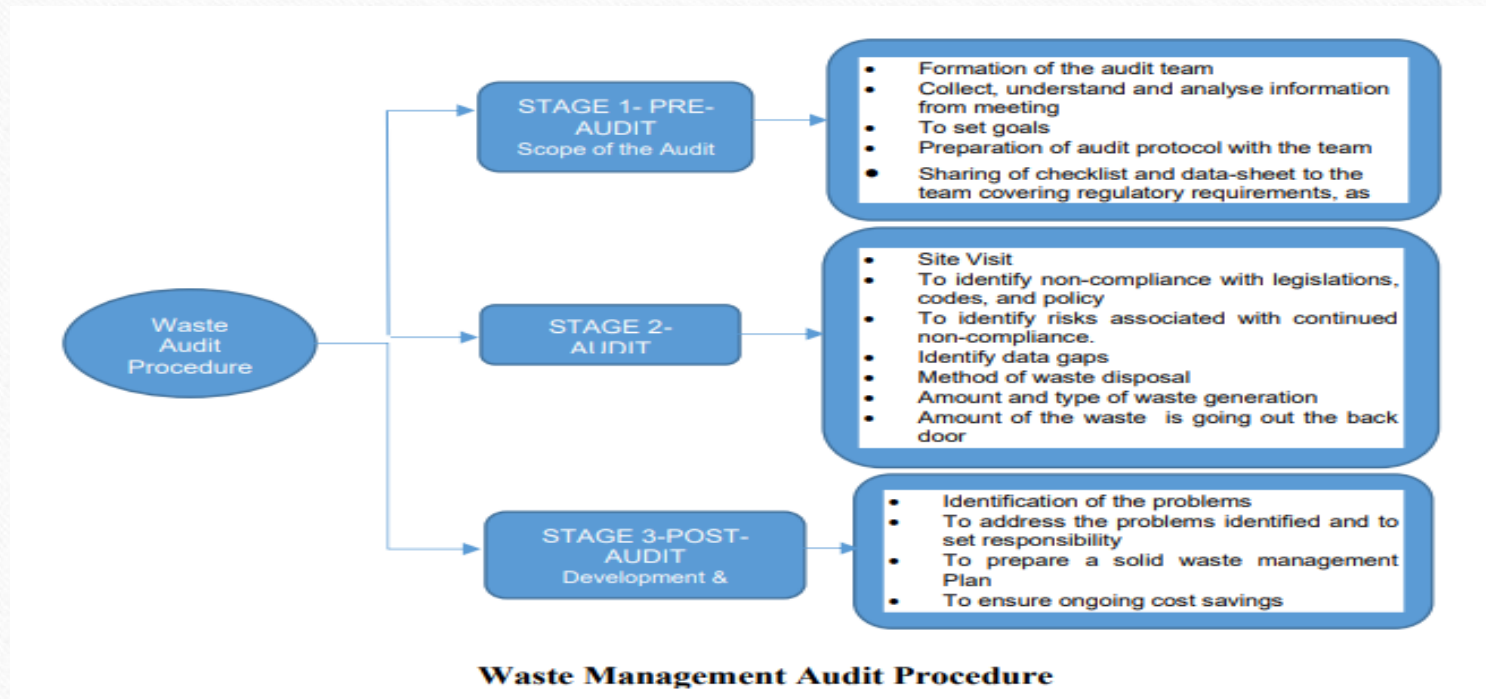 Waste
Audit
Procedure
STAGE 1- PRE-
AUDIT
Scope of the Audit
• Formation of the audit team
• Collect, understand and analyse information
from meeting
• To set goals
• Preparation of audit protocol with the team
• Sharing of checklist and data-sheet to the
team covering regulatory requirements, as
STAGE 2-
AUDIT
• Site Visit
• To identify non-compliance with legislations,
codes, and policy
• To identify risks associated with continued
non-compliance.
• Identify data gaps
• Method of waste disposal
• Amount and type of waste generation
• Amount of the waste is going out the back
door
STAGE 3-POST-
AUDIT
Development &
• Identification of the problems
• To address the problems identified and to
set responsibility
• To prepare a solid waste management
Plan
• To ensure ongoing cost savings
Waste Management Audit Procedure